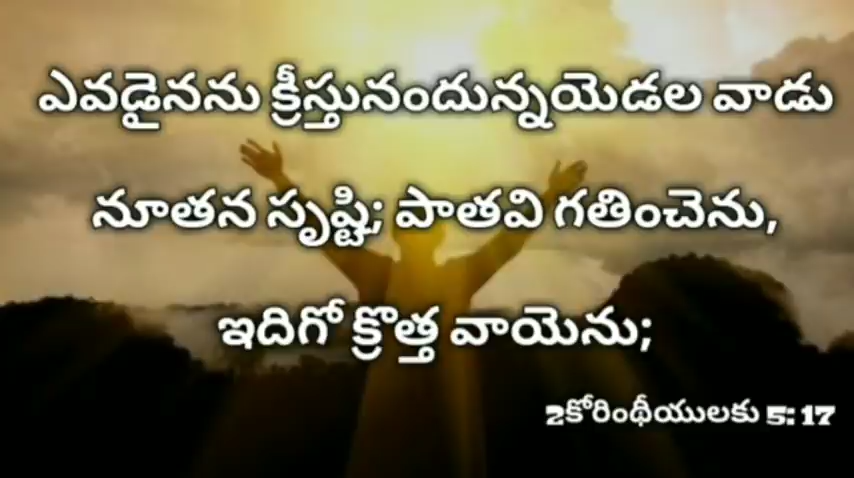 ఎవడైనను క్రీస్తునందున్నయెడల వాడు
నూతన సృష్టి; పాతవి గతించెను,
ఇదిగో క్రొత్త వాయెను;
2కోరింథీయులకు 5: 17